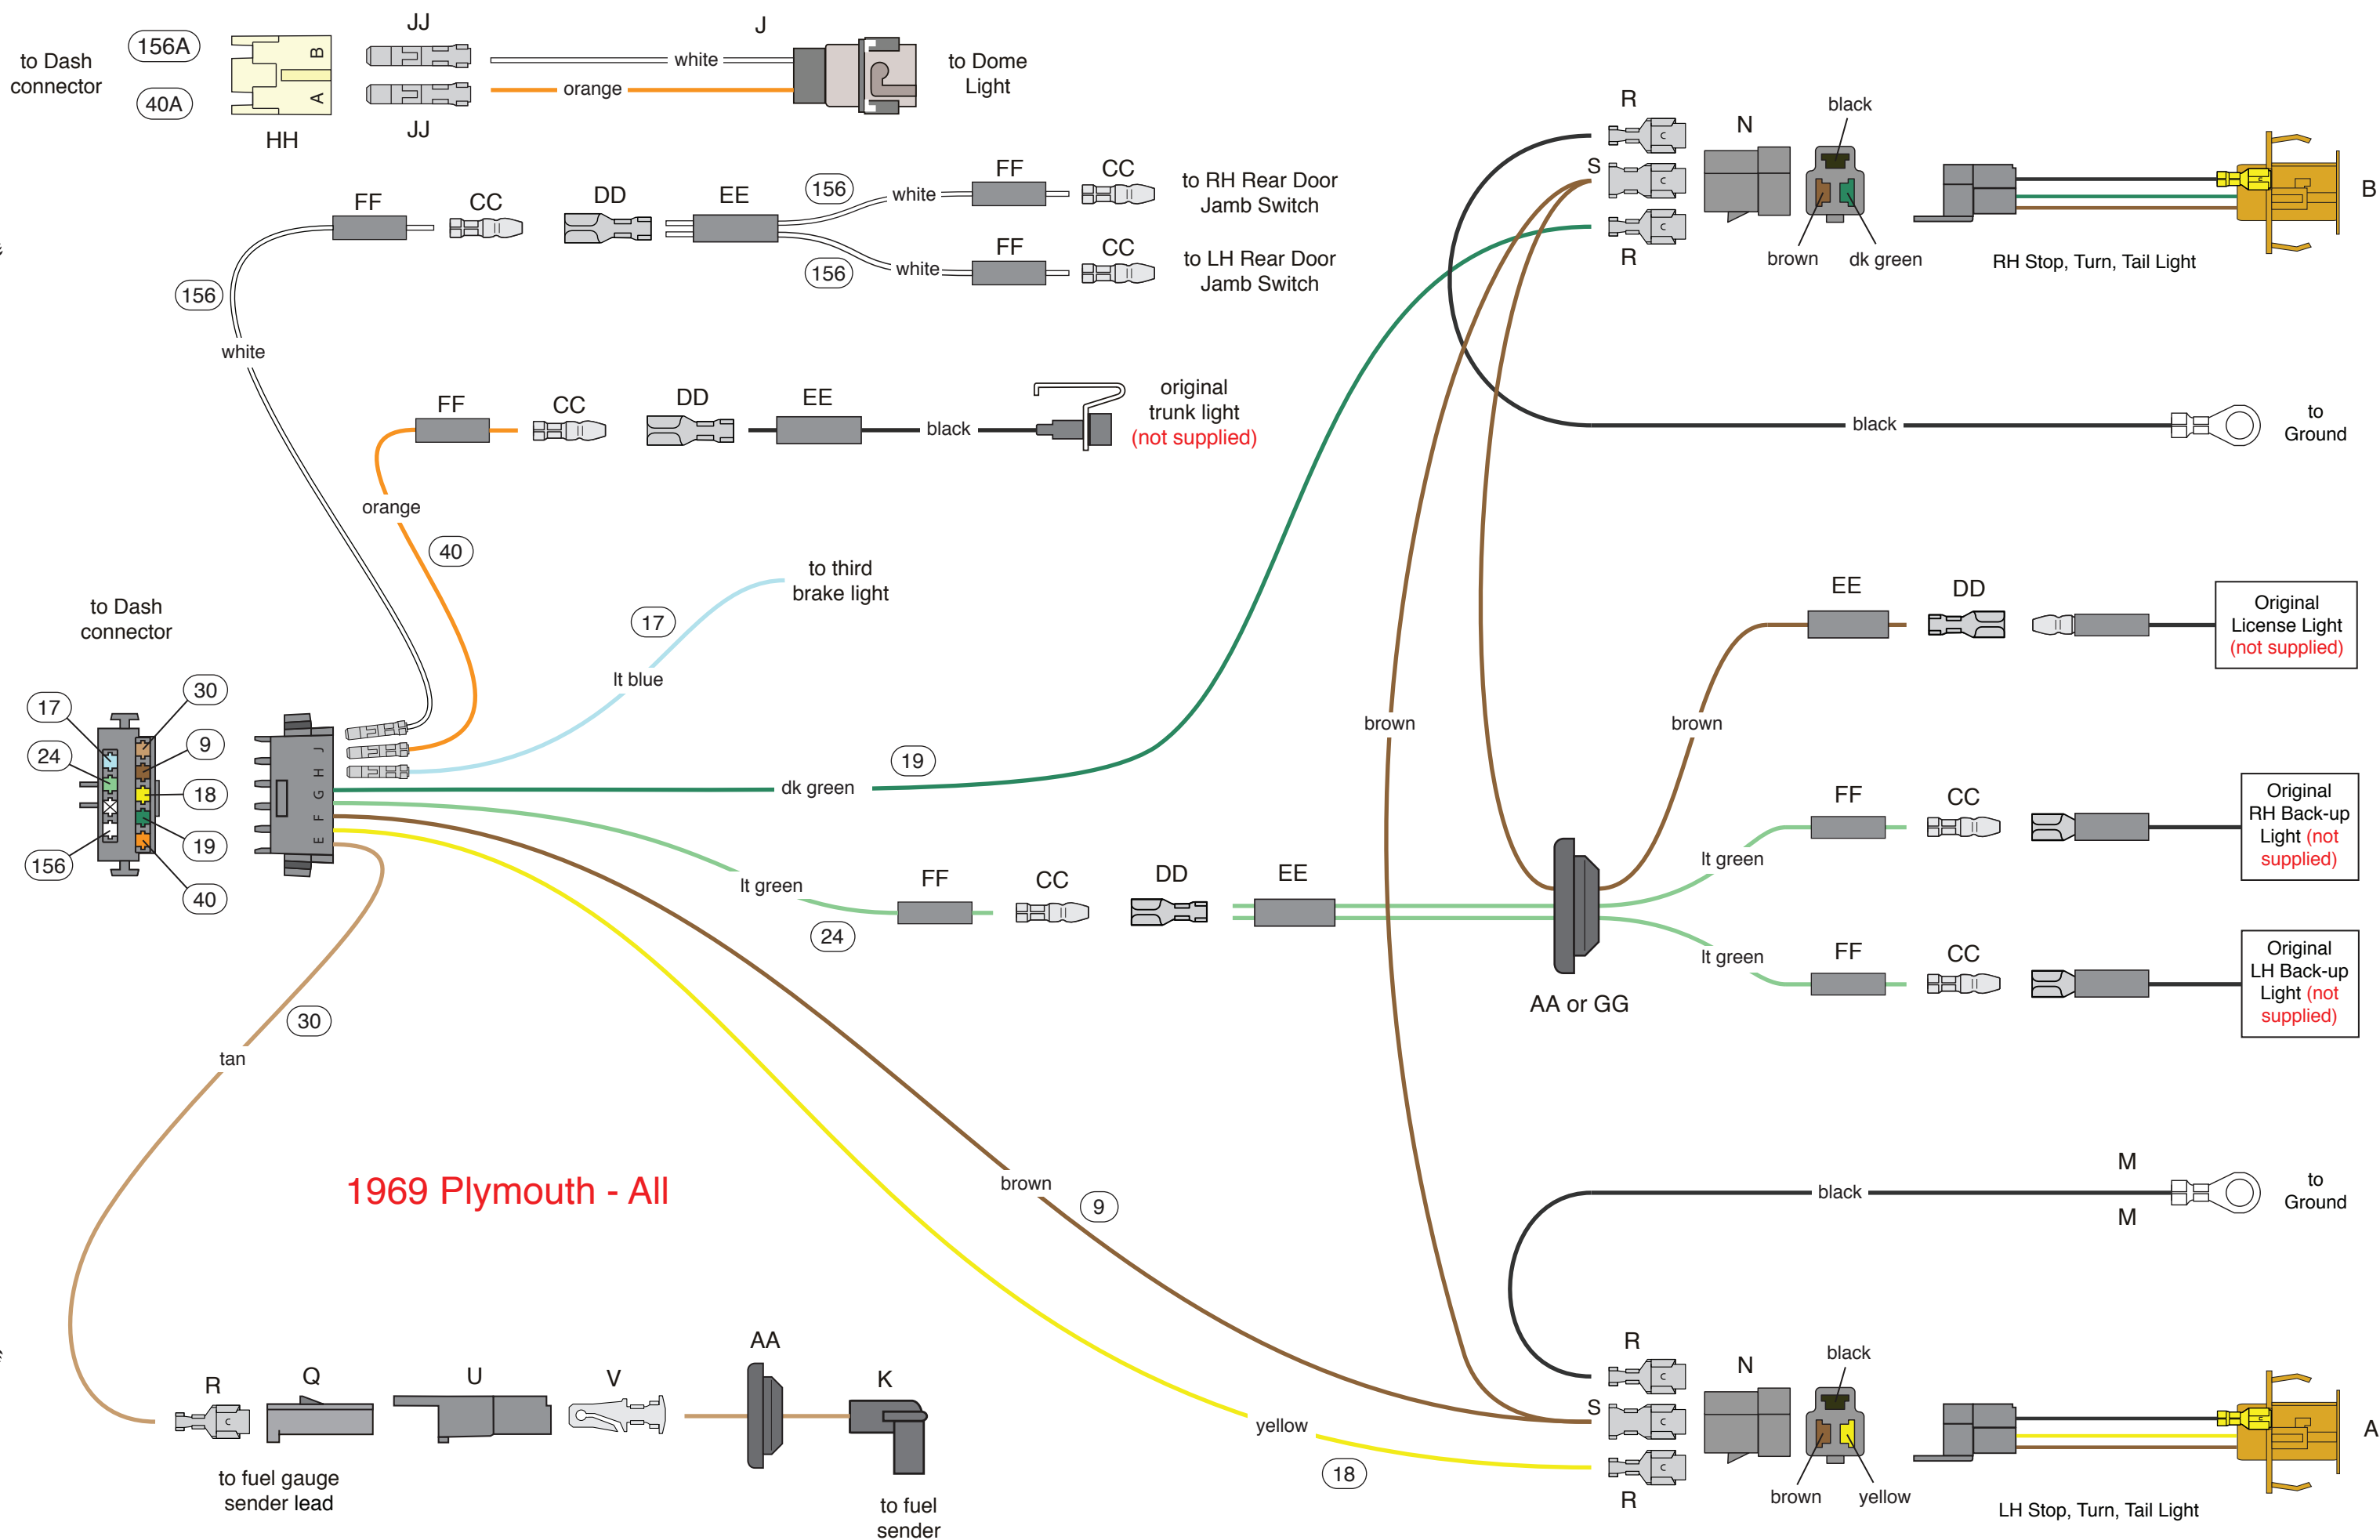 to Dash
connector
156A
40A
B
A
HH
JJ
JJ
white
orange
J
to Dome
Light
FF
CC
DD
EE
156
156
white
white
FF
CC
FF
CC
to RH Rear Door
Jamb Switch
to LH Rear Door
Jamb Switch
156
white
FF
CC
DD
EE
black
original
trunk light
(not supplied)
orange
40
to third
brake light
17
lt blue
to Dash
connector
17
24
156
30
9
18
19
40
J
H
G
F
E
dk green
19
lt green
24
FF
CC
DD
EE
AA or GG
brown
brown
lt green
lt green
EE
DD
Original
License Light
(not supplied)
FF
CC
Original
RH Back-up
Light (not
supplied)
FF
CC
Original
LH Back-up
Light (not
supplied)
R
S
R
C
C
C
N
black
brown
dk green
RH Stop, Turn, Tail Light
B
black
to
Ground
30
tan
1969 Plymouth - All
brown
9
yellow
18
black
M
M
to
Ground
R
S
R
C
C
C
N
black
brown
yellow
LH Stop, Turn, Tail Light
A
R
C
Q
U
V
AA
K
to fuel gauge
sender lead
to fuel
sender